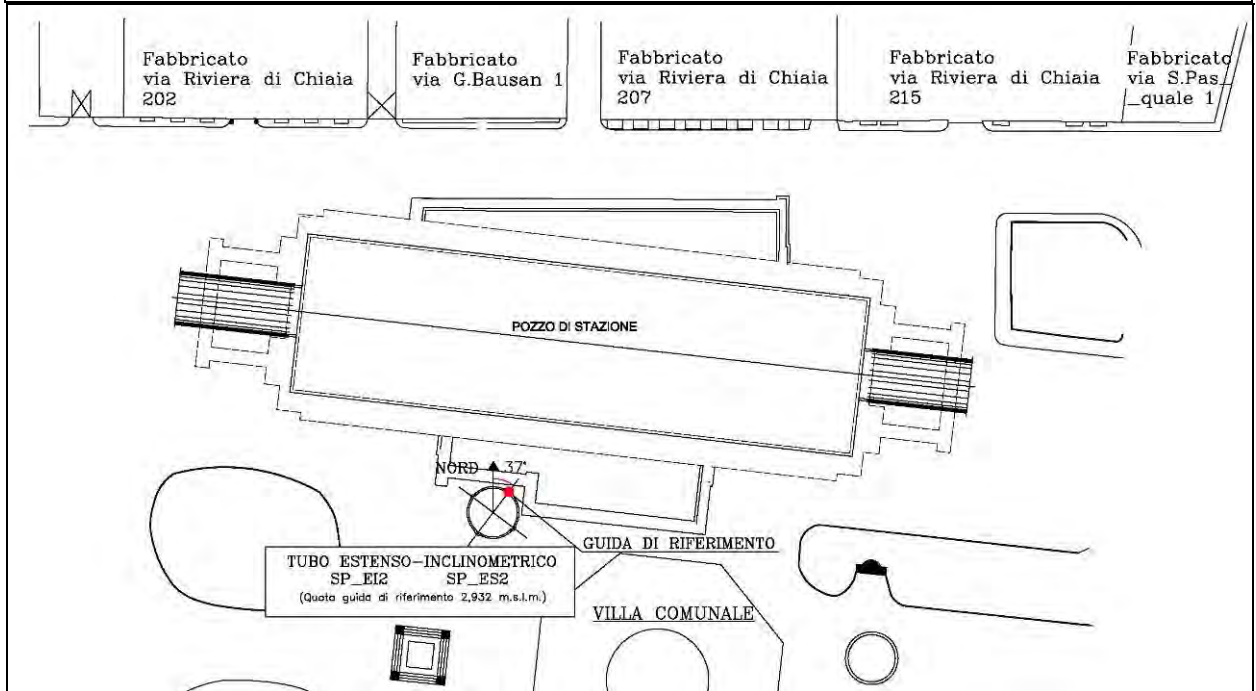 Fabbricato
via Riviera di Chiaia
202
Fabbricato
via G.Bausan 1
Fabbricato
via Riviera di Chiaia
207
Fabbricato
via Riviera di Chiaia
215
Fabbricato
via S.Pas_
_quale 1
POZZO DI STAZIONE
NORD 37°
GUIDA DI RIFERIMENTO
TUBO ESTENSO-INCLINOMETRICO
SP_EI2 SP_ES2
(Quota guida di riferimento 2,932 m.s.l.m.)
VILLA COMUNALE